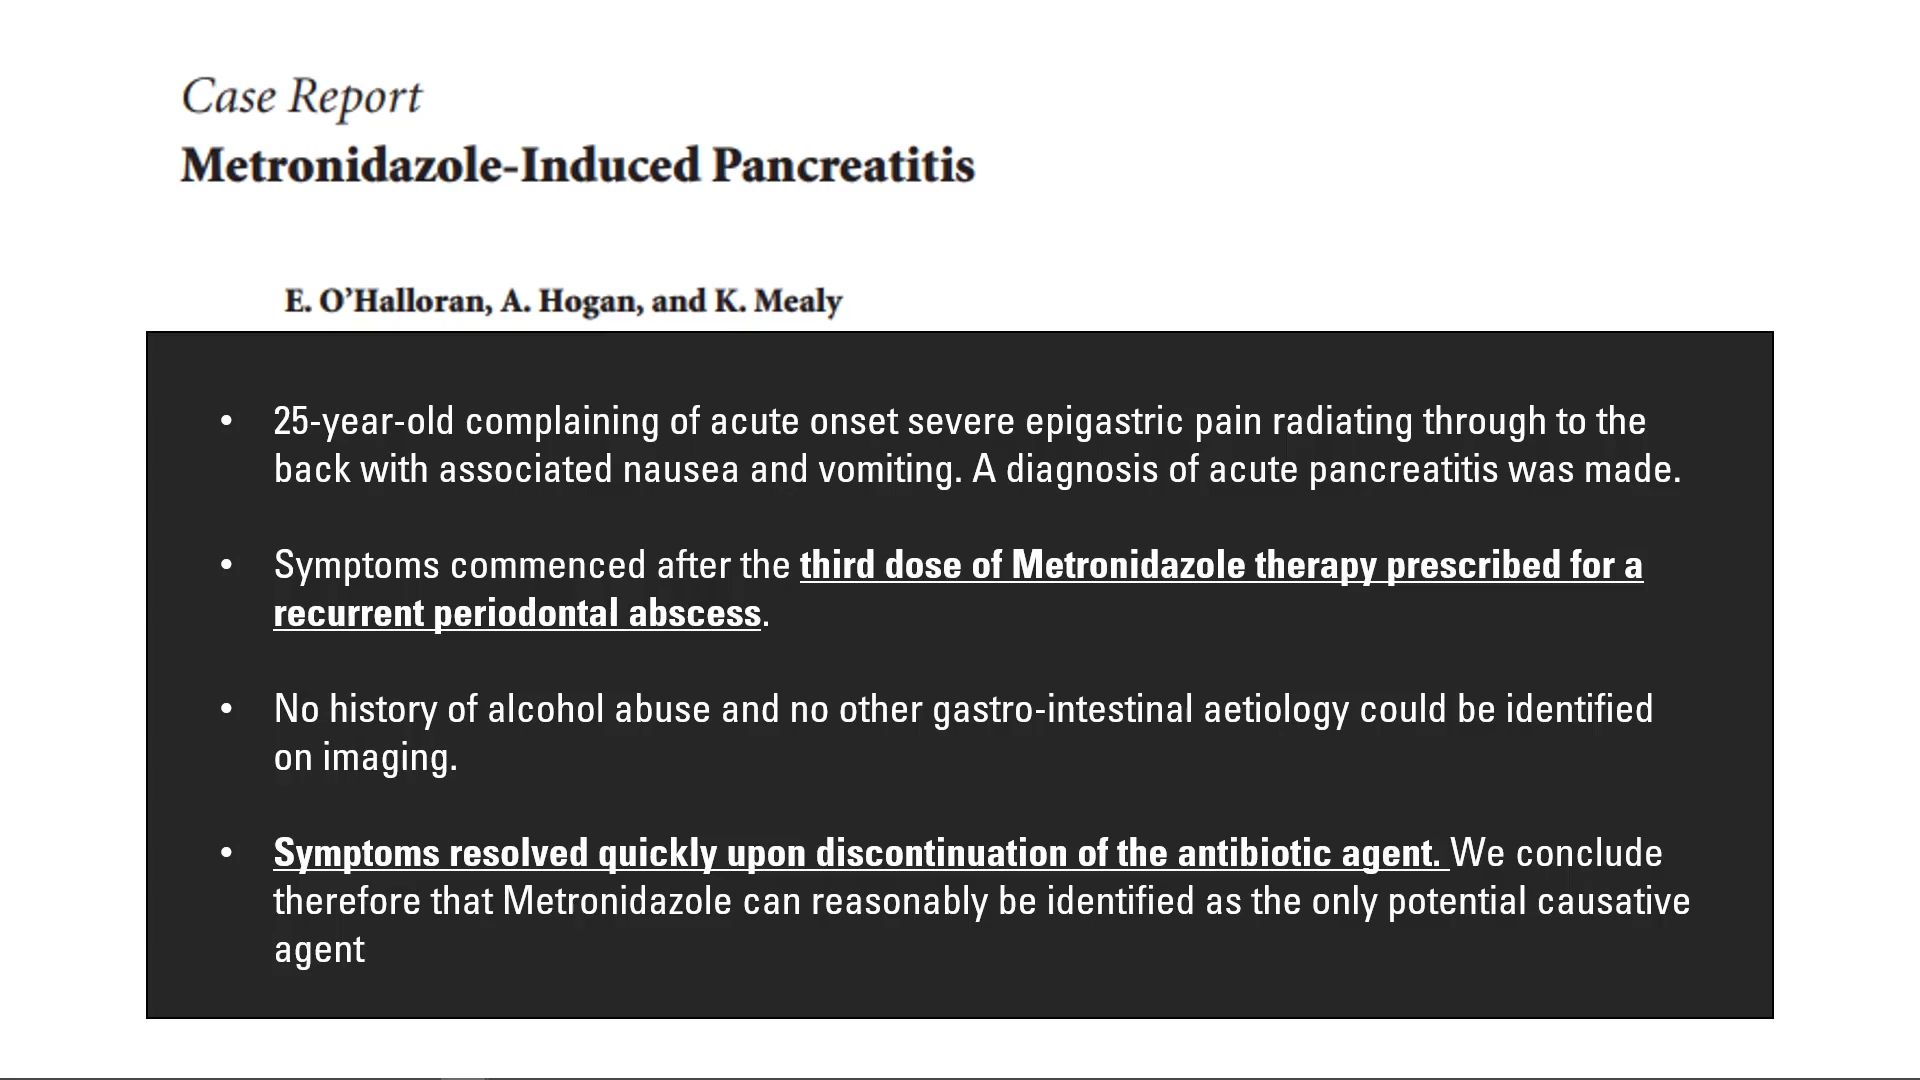 Case Report
Metronidazole-Induced Pancreatitis
E. O’Halloran, A. Hogan, and K. Mealy
• 25-year-old complaining of acute onset severe epigastric pain radiating through to the
back with associated nausea and vomiting. A diagnosis of acute pancreatitis was made.
• Symptoms commenced after the third dose of Metronidazole therapy prescribed for a
recurrent periodontal abscess.
• No history of alcohol abuse and no other gastro-intestinal aetiology could be identified
on imaging.
• Symptoms resolved quickly upon discontinuation of the antibiotic agent. We conclude
therefore that Metronidazole can reasonably be identified as the only potential causative
agent